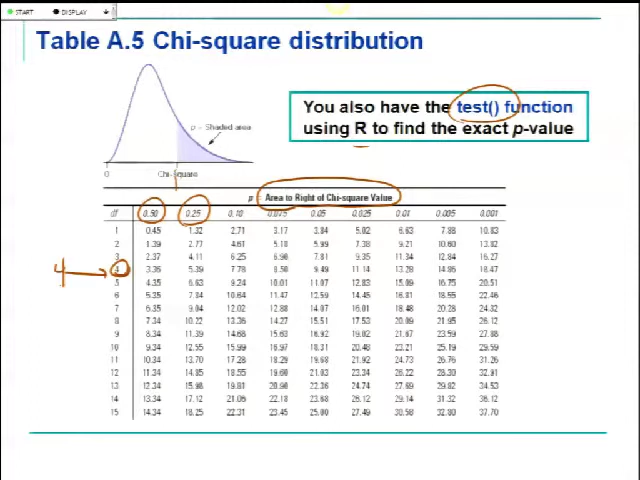 START DISPLAY
Table A.5 Chi-square distribution
You also have the test() function
using R to find the exact p-value
p = Shaded area
0 Chi-Square
p = Area to Right of Chi-square Value
df 0.50 0.25 0.10 0.075 0.05 0.025 0.01 0.005 0.001
1 0.45 1.32 2.71 3.17 3.84 5.02 6.63 7.88 10.83
2 1.39 2.77 4.61 5.18 5.99 7.38 9.21 10.60 13.82
3 2.37 4.11 6.25 6.90 7.81 9.35 11.34 12.84 16.27
4 4 3.36 5.39 7.78 8.50 9.49 11.14 13.28 14.86 18.47
5 4.35 6.63 9.24 10.01 11.07 12.83 15.09 16.75 20.51
6 5.35 7.84 10.64 11.47 12.59 14.45 16.81 18.55 22.46
7 6.35 9.04 12.02 12.88 14.07 16.01 18.48 20.28 24.32
8 7.34 10.22 13.36 14.27 15.51 17.53 20.09 21.95 26.12
9 8.34 11.39 14.68 15.63 16.92 19.02 21.67 23.59 27.88
10 9.34 12.55 15.99 16.97 18.31 20.48 23.21 25.19 29.59
11 10.34 13.70 17.28 18.29 19.68 21.92 24.73 26.76 31.26
12 11.34 14.85 18.55 19.60 21.03 23.34 26.22 28.30 32.91
13 12.34 15.98 19.81 20.90 22.36 24.74 27.69 29.82 34.53
14 13.34 17.12 21.06 22.18 23.68 26.12 29.14 31.32 36.12
15 14.34 18.25 22.31 23.45 25.00 27.49 30.58 32.80 37.70